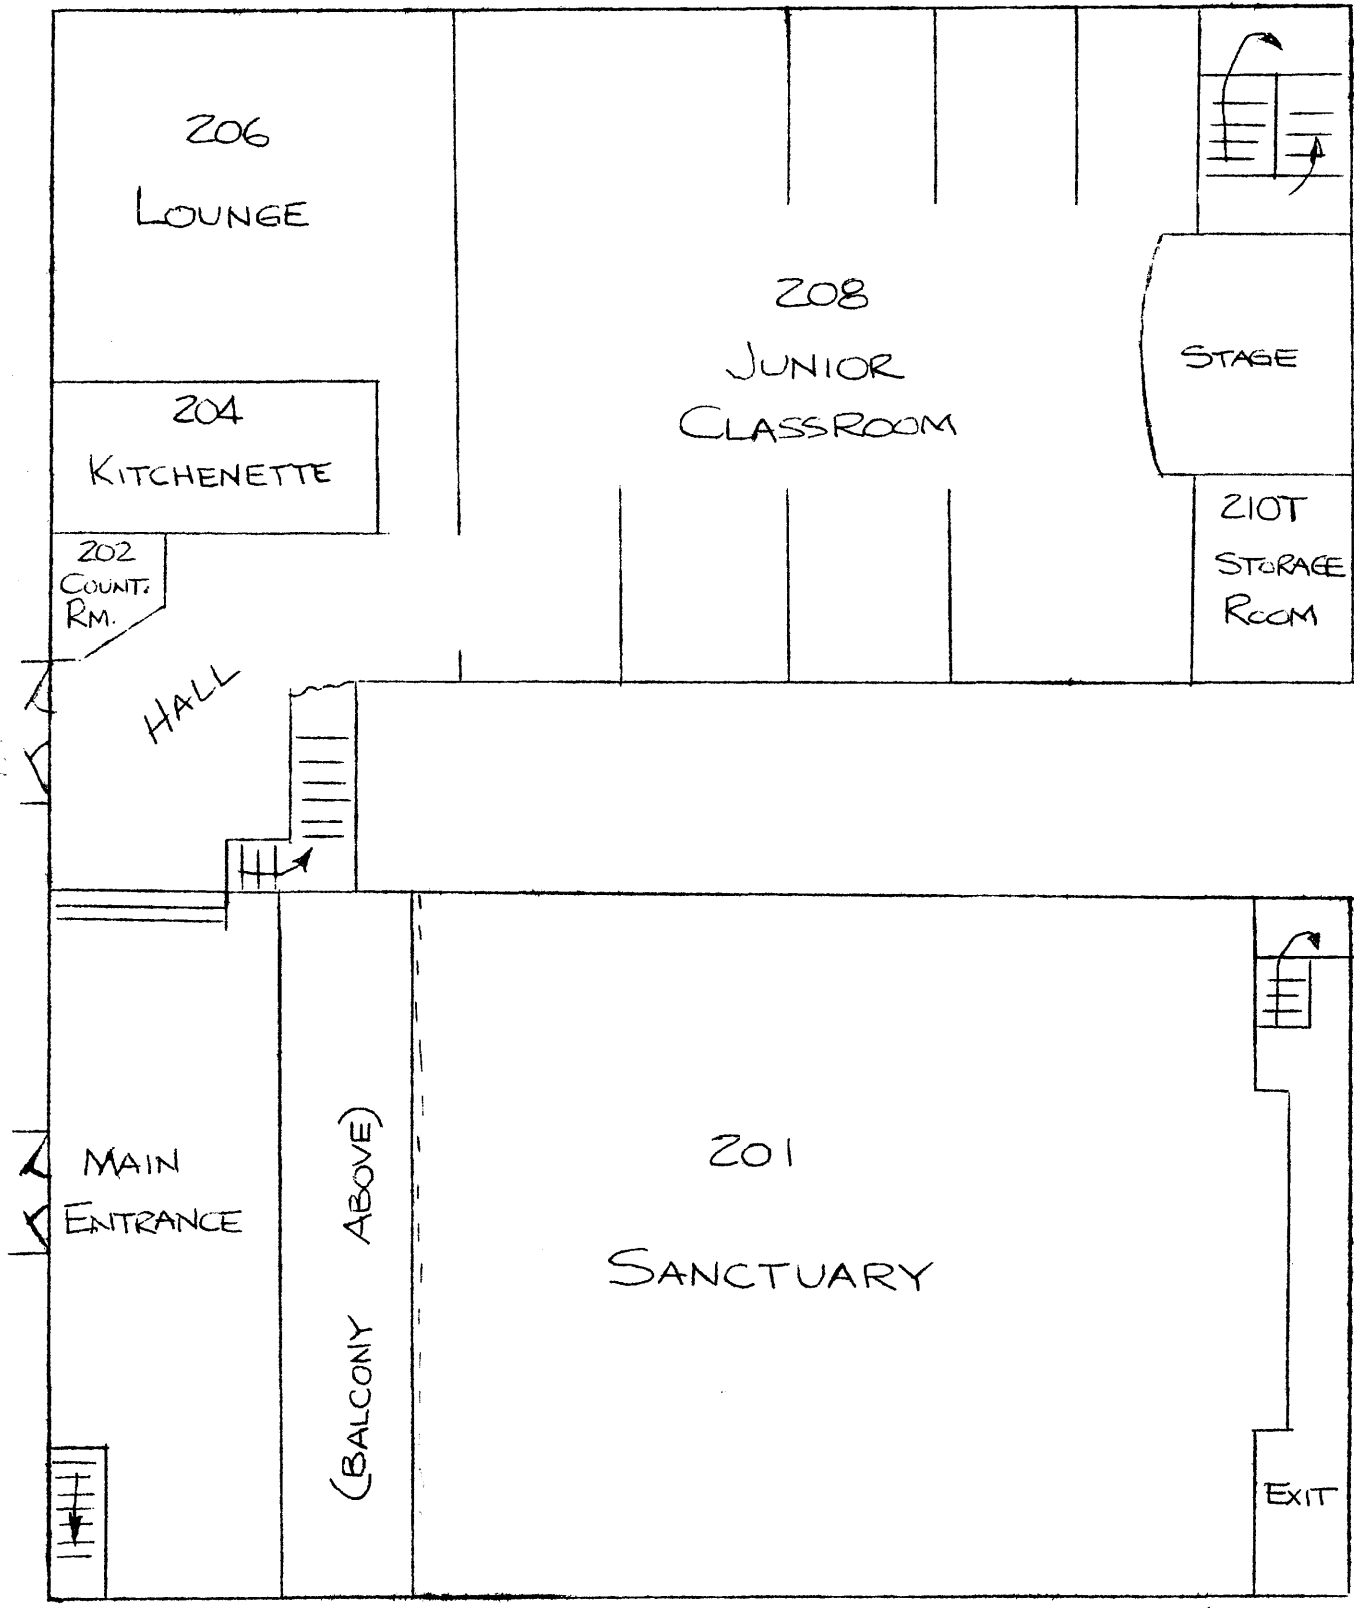 206
LOUNGE
208
JUNIOR
CLASSROOM
STAGE
204
KITCHENETTE
202
COUNT.
RM.
210T
STORAGE
ROOM
HALL
MAIN
ENTRANCE
(BALCONY ABOVE)
201
SANCTUARY
EXIT